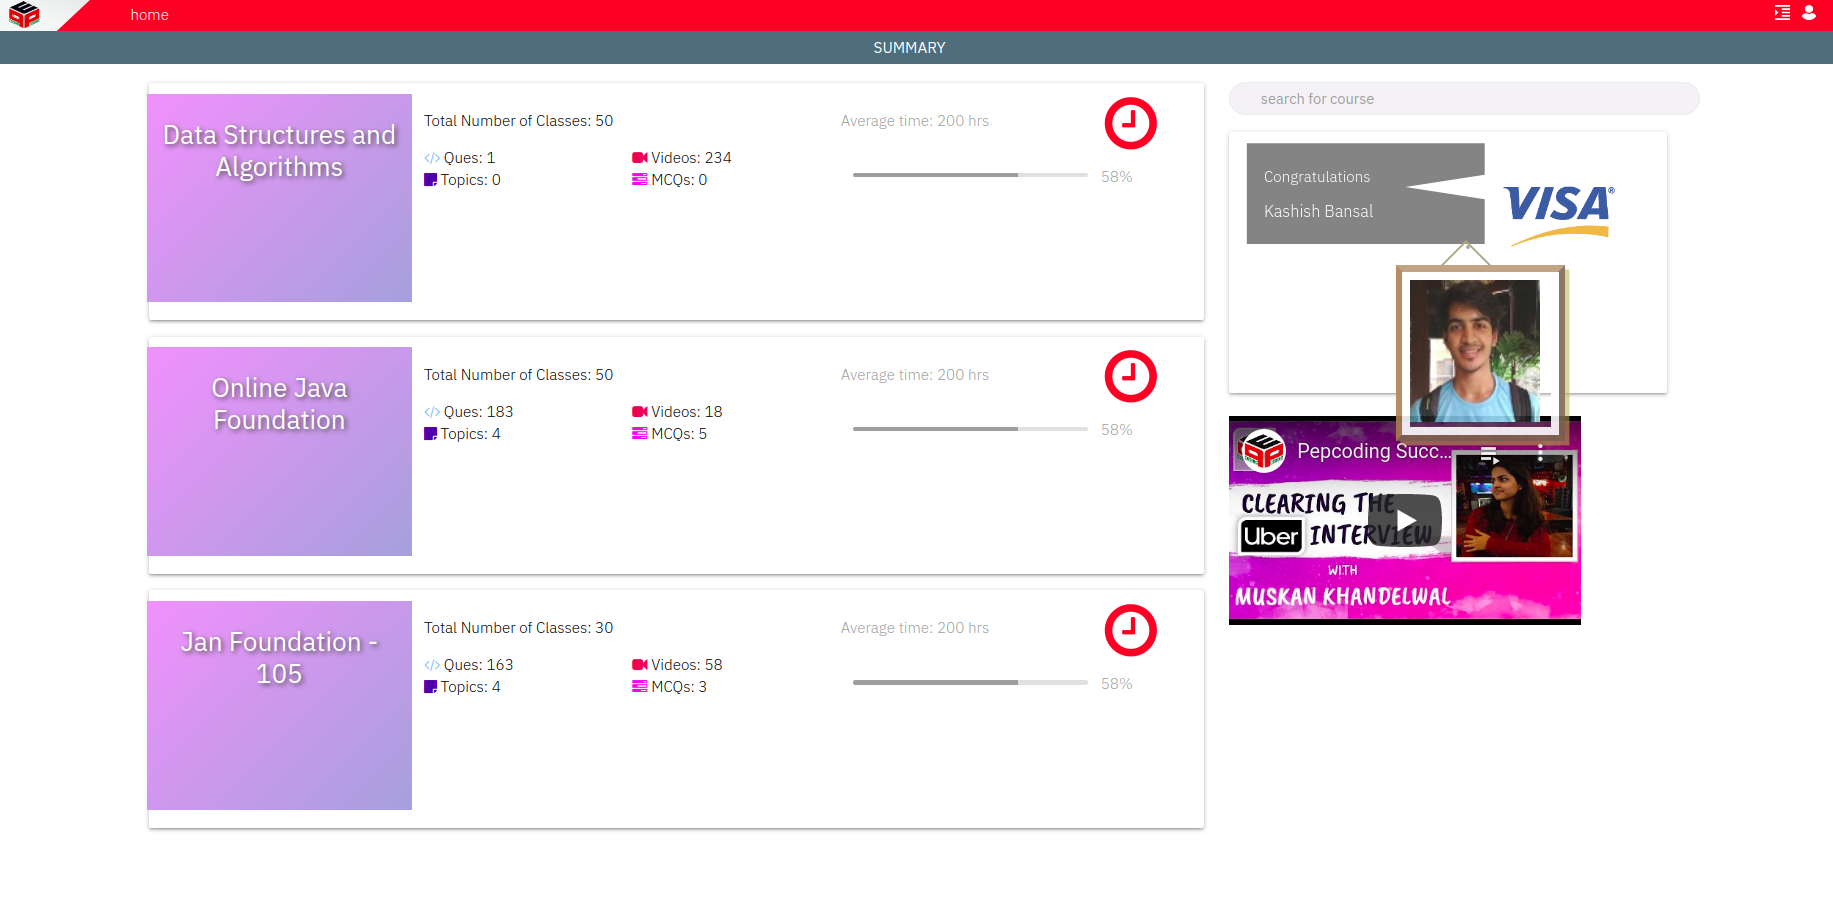 home
SUMMARY
Data Structures and
Algorithms
Total Number of Classes: 50
Average time: 200 hrs
Ques: 1
Videos: 234
Topics: 0
MCQs: 0
58%
Online Java
Foundation
Total Number of Classes: 50
Average time: 200 hrs
Ques: 183
Videos: 18
Topics: 4
MCQs: 5
58%
Jan Foundation -
105
Total Number of Classes: 30
Average time: 200 hrs
Ques: 163
Videos: 58
Topics: 4
MCQs: 3
58%
search for course
Congratulations
Kashish Bansal
VISA®
Pepcoding Succ...
CLEARING THE
Uber INTERVIEW
WITH
MUSKAN KHANDELWAL